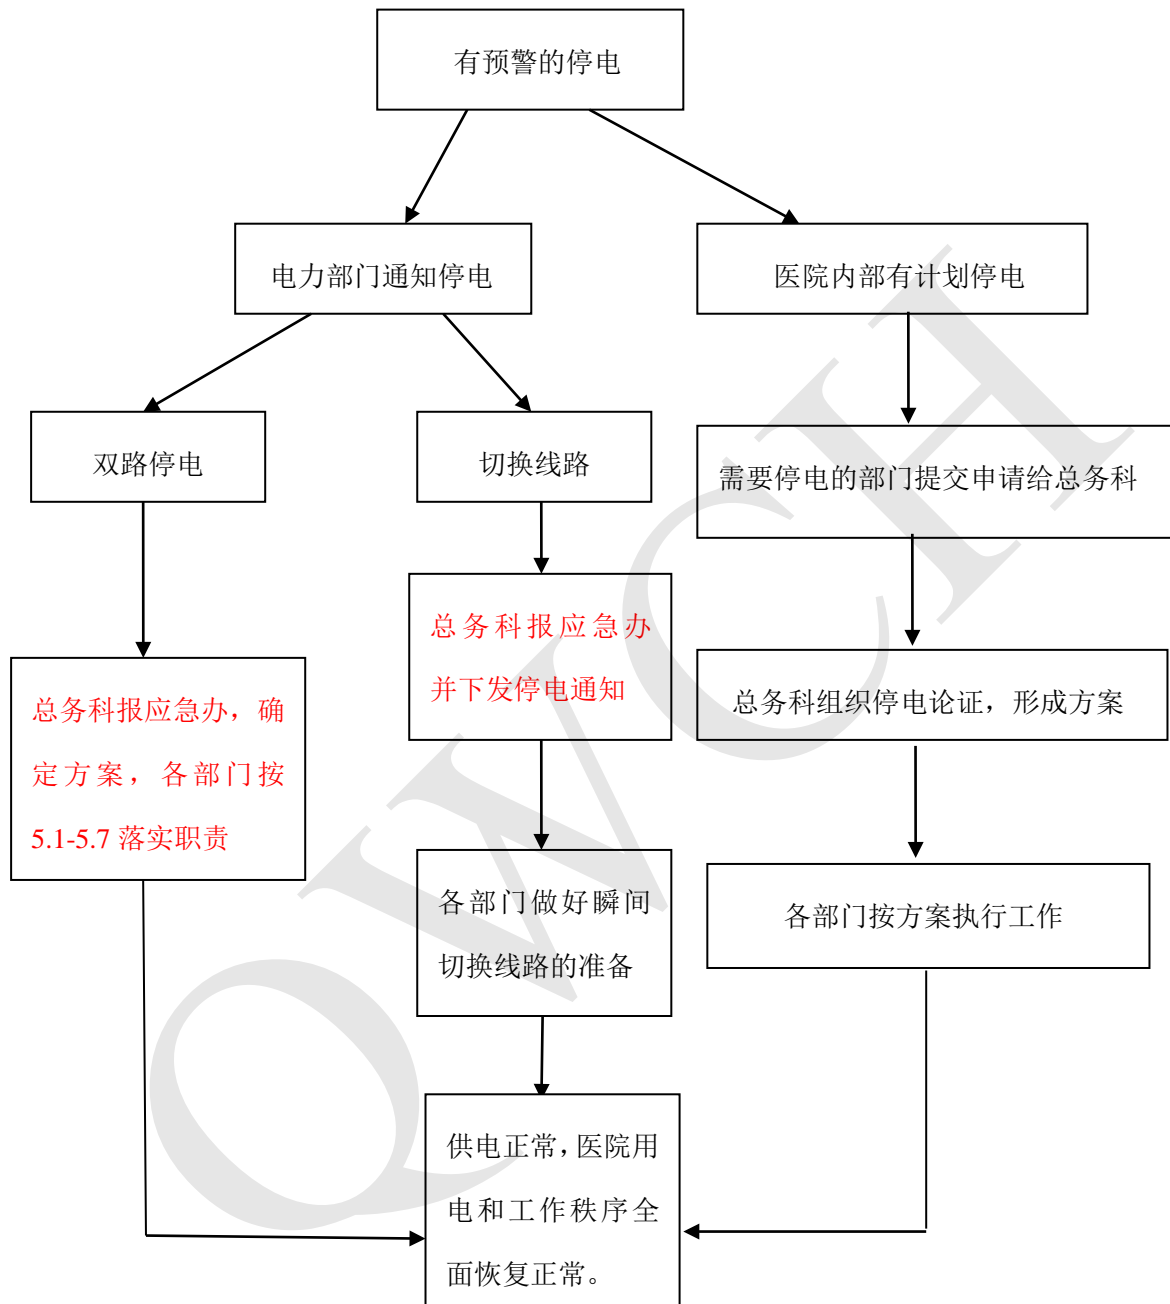 有预警的停电
电力部门通知停电
医院内部有计划停电
双路停电
切换线路
需要停电的部门提交申请给总务科
总务科报应急办
并下发停电通知
总务科报应急办，确
定方案，各部门按
5.1-5.7 落实职责
总务科组织停电论证，形成方案
各部门做好瞬间
切换线路的准备
各部门按方案执行工作
供电正常，医院用
电和工作秩序全
面恢复正常。
QWCH